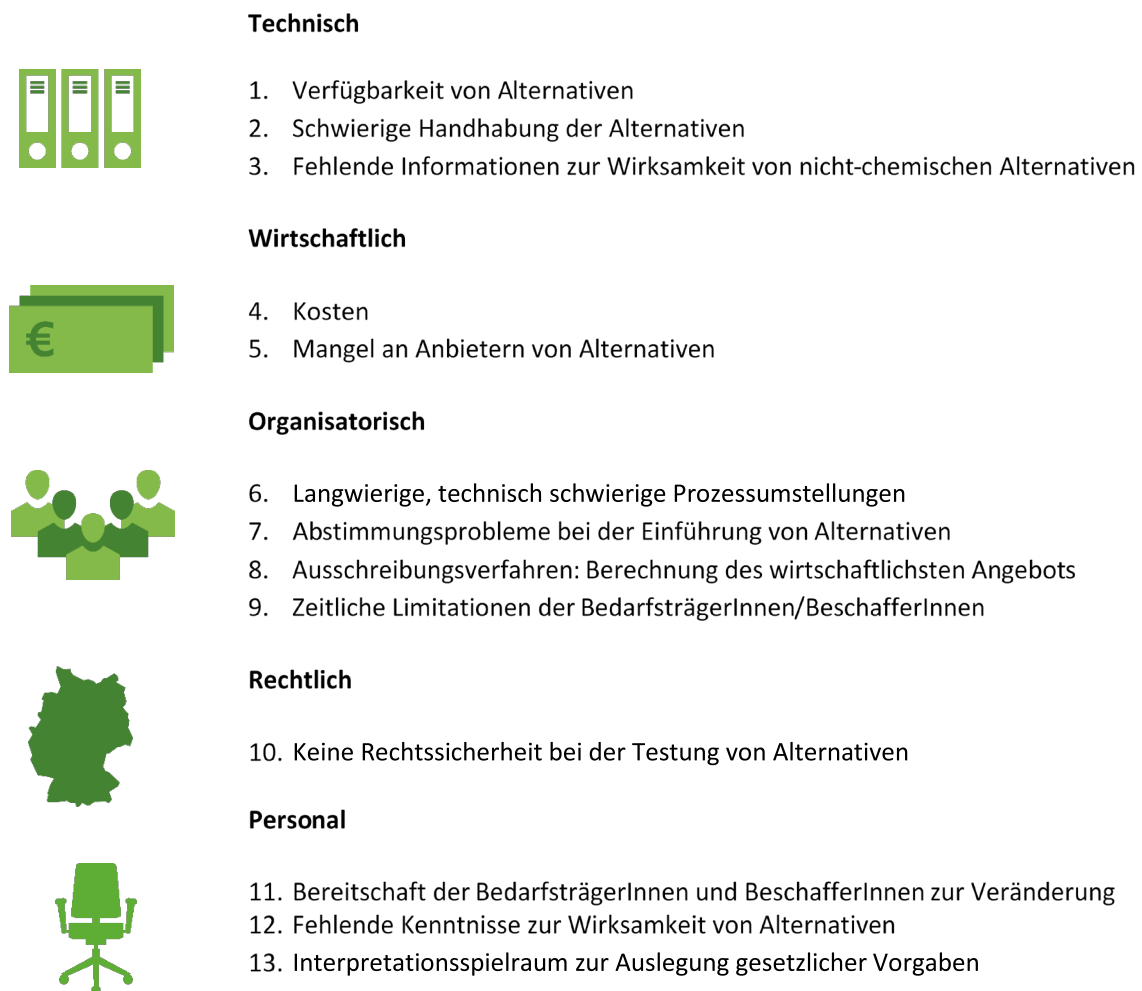 Technisch
1. Verfügbarkeit von Alternativen
2. Schwierige Handhabung der Alternativen
3. Fehlende Informationen zur Wirksamkeit von nicht-chemischen Alternativen
Wirtschaftlich
€
4. Kosten
5. Mangel an Anbietern von Alternativen
Organisatorisch
6. Langwierige, technisch schwierige Prozessumstellungen
7. Abstimmungsprobleme bei der Einführung von Alternativen
8. Ausschreibungsverfahren: Berechnung des wirtschaftlichsten Angebots
9. Zeitliche Limitationen der BedarfsträgerInnen/BeschafferInnen
Rechtlich
10. Keine Rechtssicherheit bei der Testung von Alternativen
Personal
11. Bereitschaft der BedarfsträgerInnen und BeschafferInnen zur Veränderung
12. Fehlende Kenntnisse zur Wirksamkeit von Alternativen
13. Interpretationsspielraum zur Auslegung gesetzlicher Vorgaben